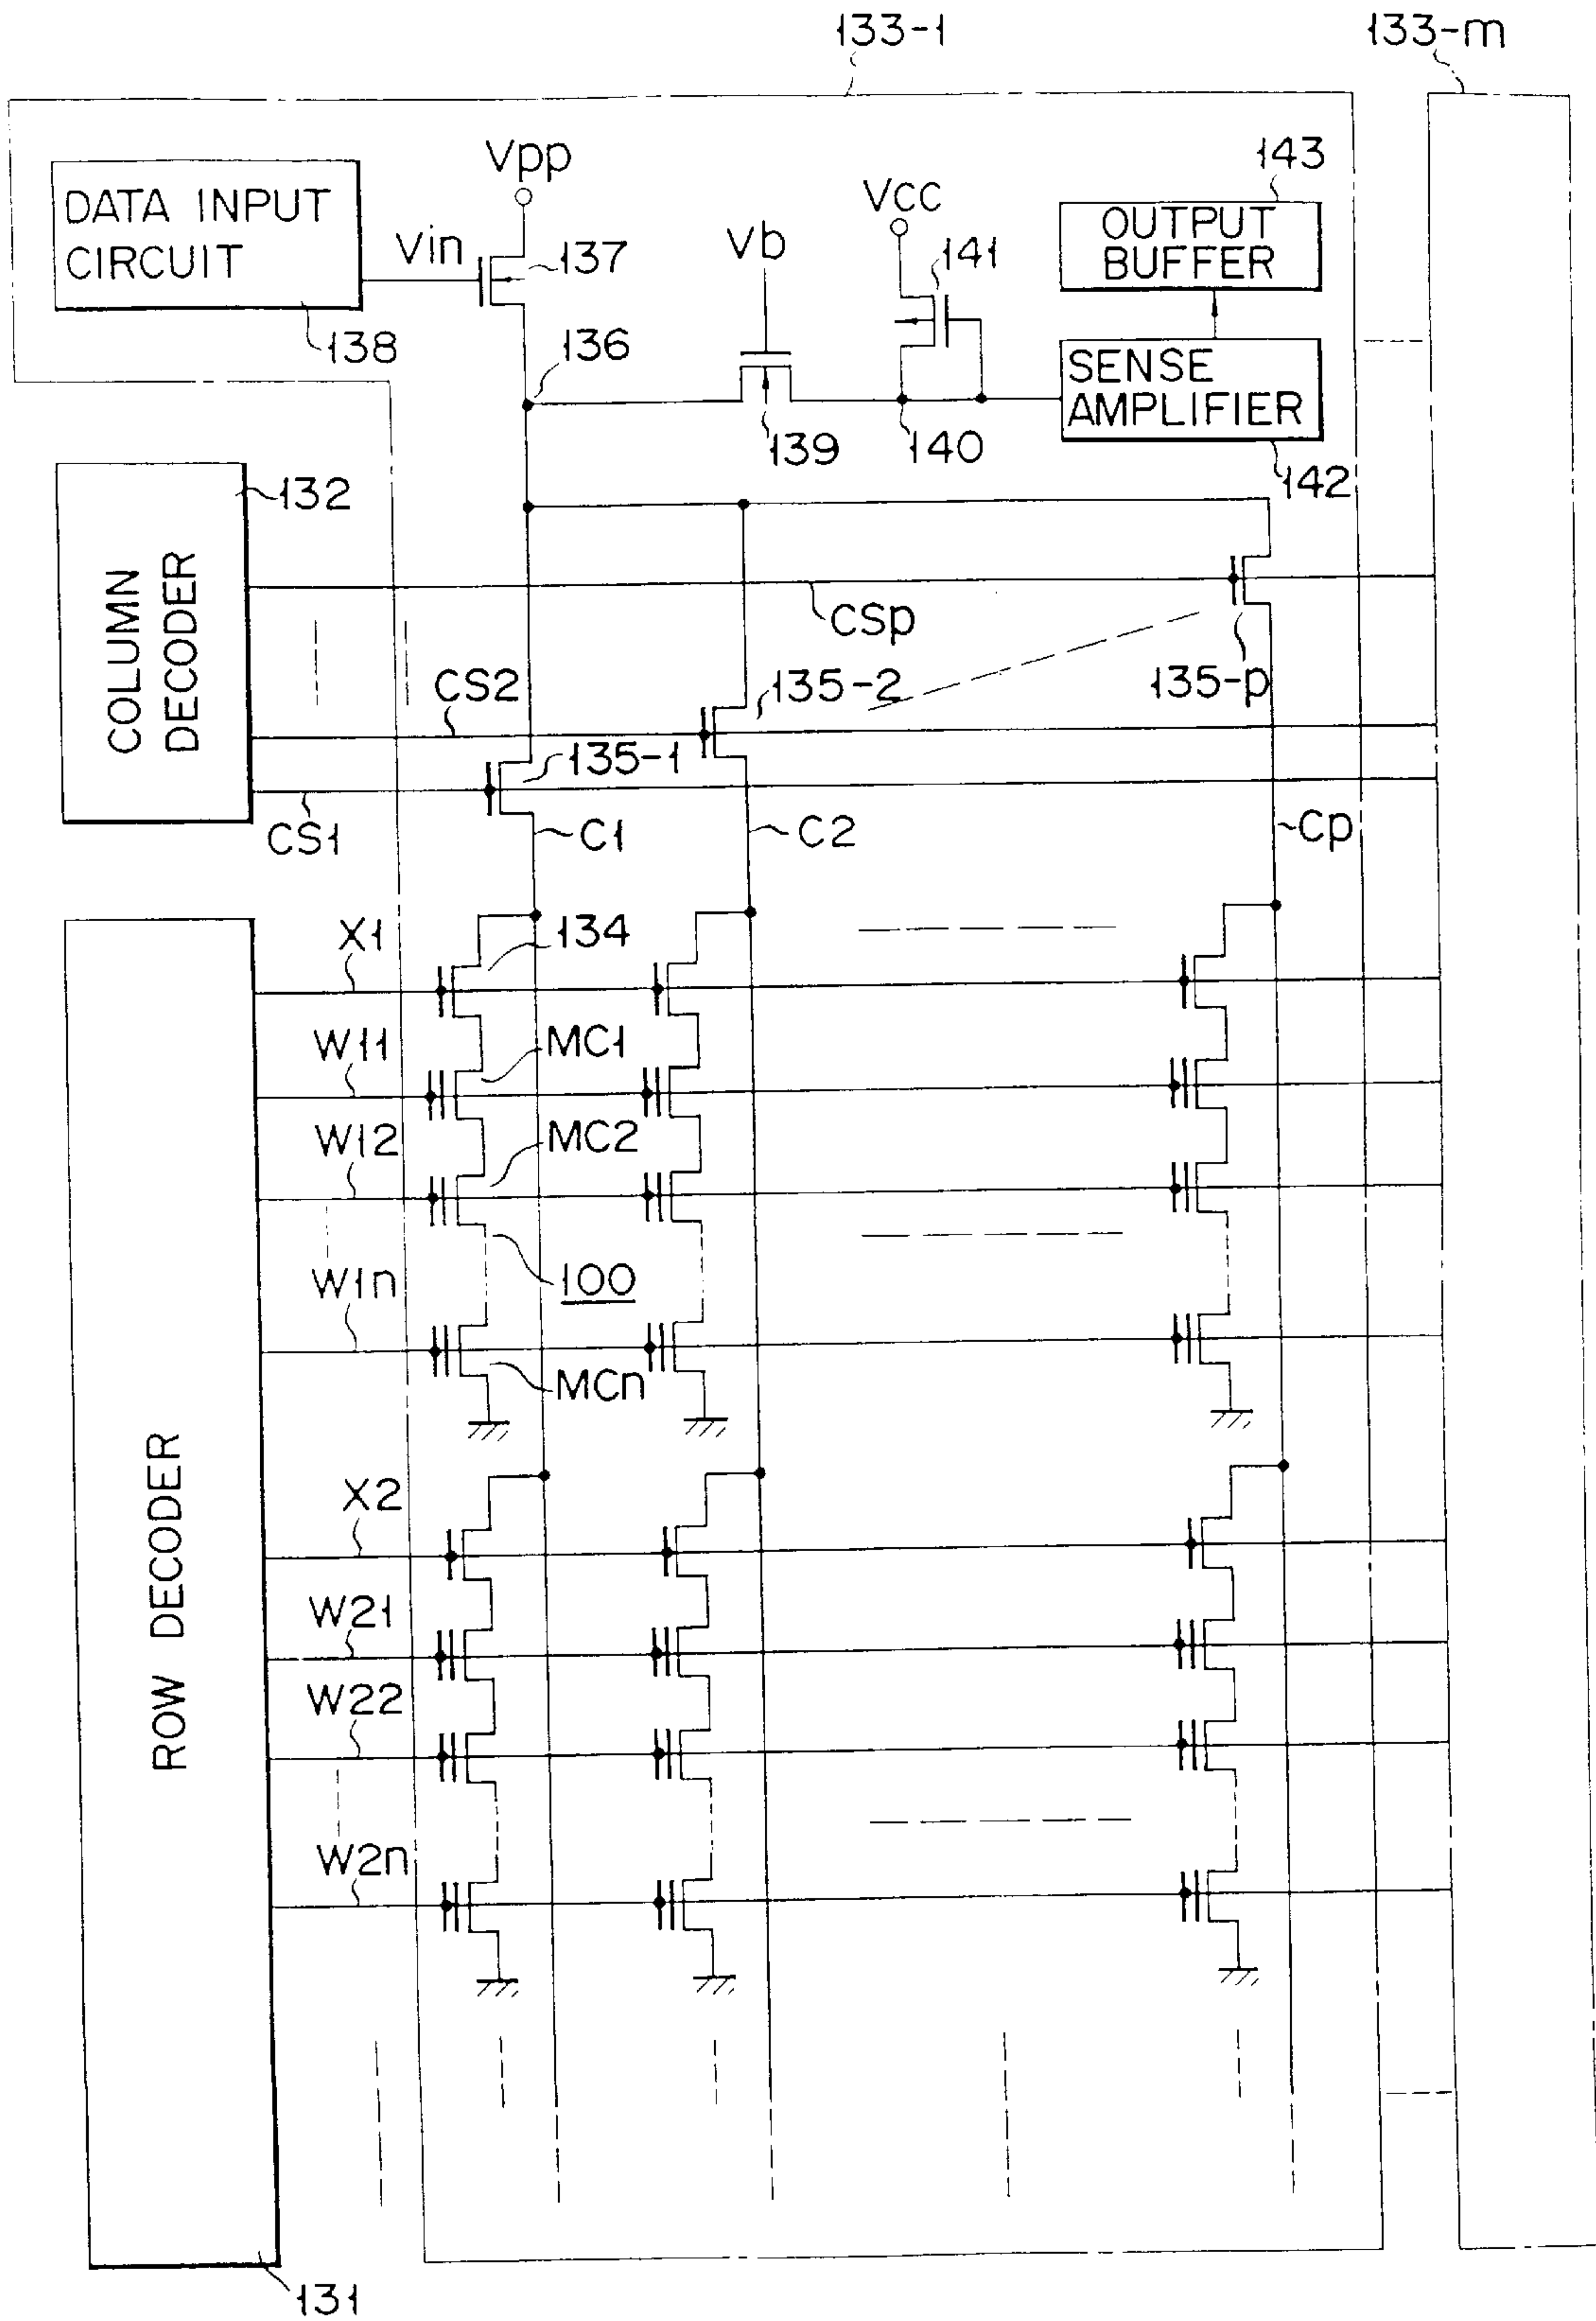 133-1
133-m
Vpp
143
DATA INPUT
CIRCUIT
Vin
137
Vcc
Vb
141
OUTPUT
BUFFER
138
136
SENSE
AMPLIFIER
139
140
142
132
COLUMN
DECODER
CSp
135-p
CS2
135-2
135-1
CS1
C1
C2
Cp
X1
134
W11
MC1
W12
MC2
W1n
100
MCn
ROW DECODER
X2
W21
W22
W2n
131